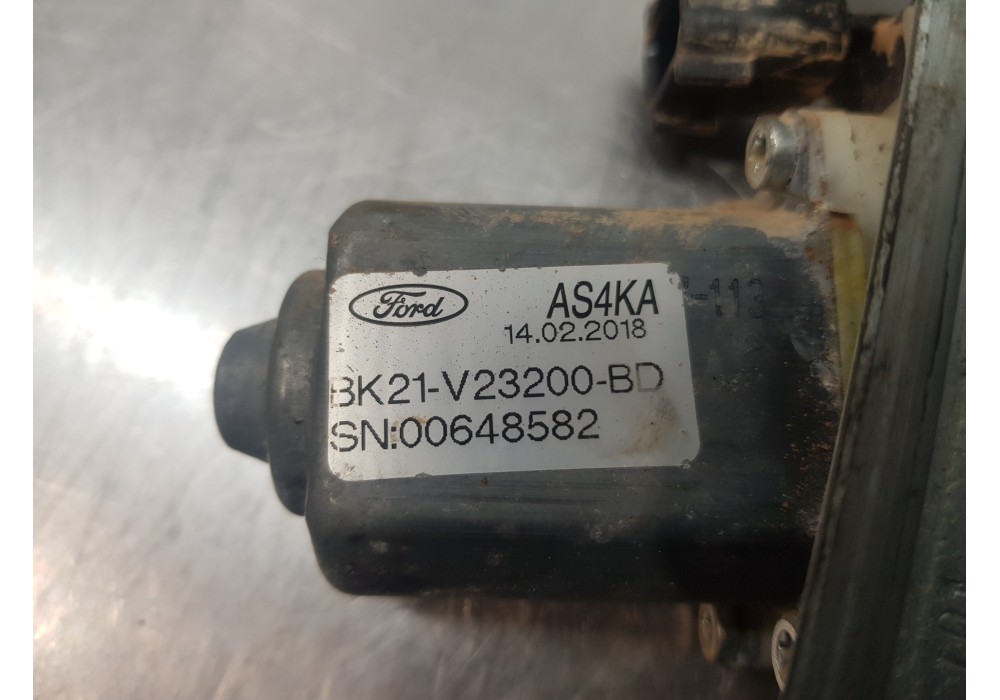 Ford
AS4KA
14.02.2018
BK21-V23200-BD
SN:00648582